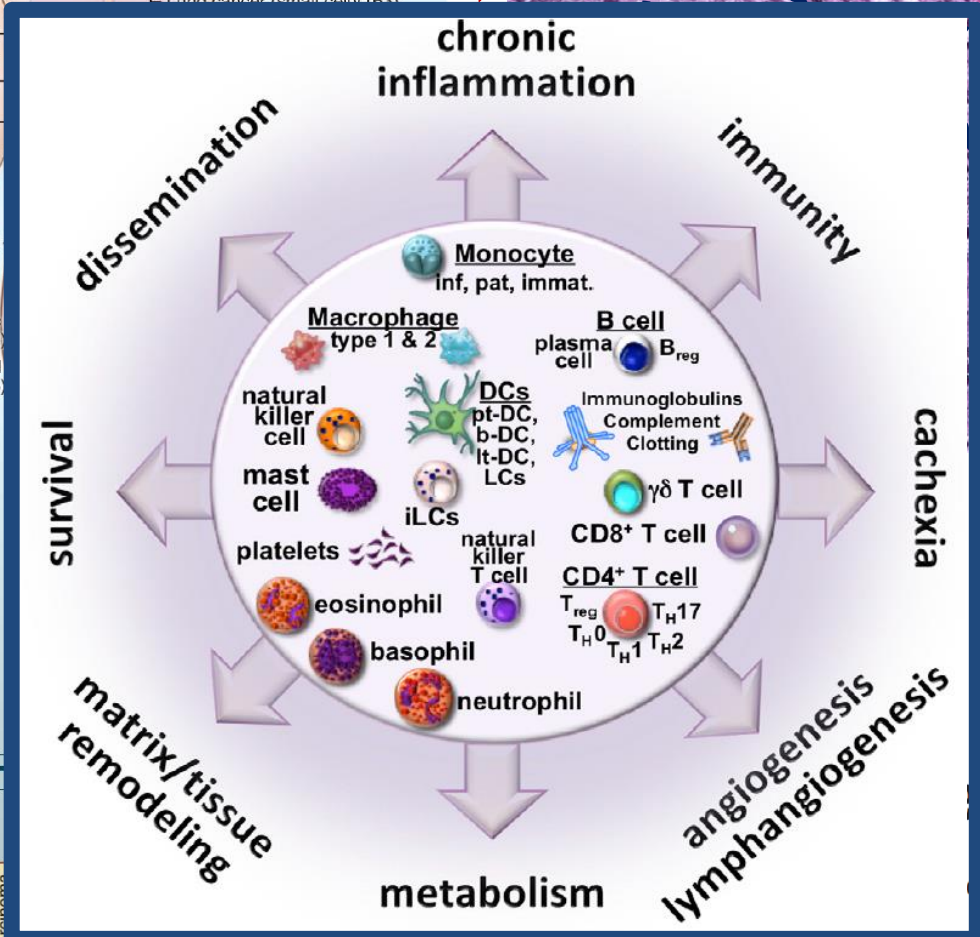 chronic
inflammation
dissemination
immunity
Monocyte
inf, pat, immat.
Macrophage
type 1 & 2
B cell
plasma
cell
Breg
natural
killer
cell
DCs
pt-DC,
b-DC,
lt-DC,
LCs
Immunoglobulins
Complement
Clotting
survival
cachexia
mast
cell
iLCs
γδ T cell
platelets
natural
killer
T cell
CD8⁺ T cell
CD4⁺ T cell
Treg
TH17
TH0
TH1
TH2
eosinophil
basophil
neutrophil
matrix/tissue
remodeling
angiogenesis
lymphangiogenesis
metabolism